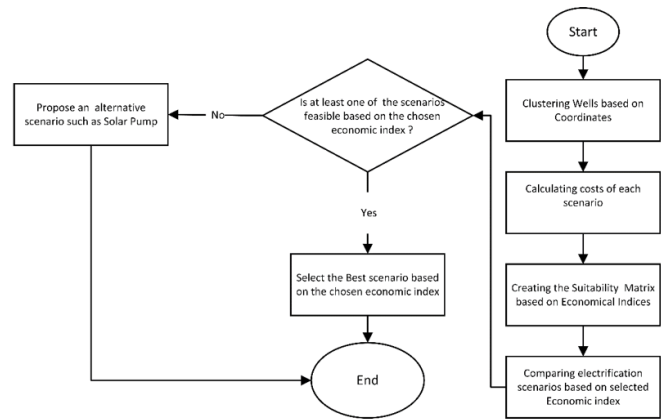 Start
Clustering Wells based on
Coordinates
Calculating costs of each
scenario
Creating the Suitability Matrix
based on Economical Indices
Comparing electrification
scenarios based on selected
Economic index
Is at least one of the scenarios
feasible based on the chosen
economic index ?
No
Propose an alternative
scenario such as Solar Pump
Yes
Select the Best scenario based
on the chosen economic index
End